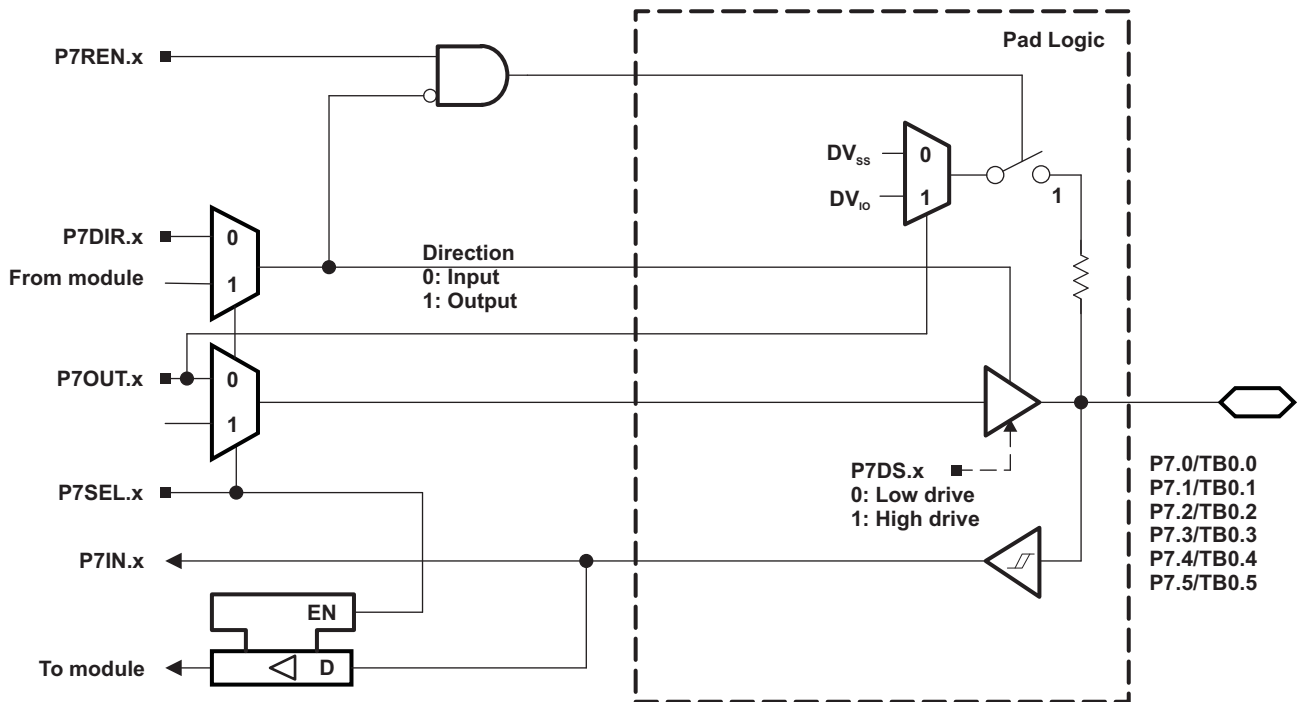 Pad Logic
P7REN.x
DVSS
0
DVIO
1
1
P7DIR.x
0
From module
1
Direction
0: Input
1: Output
P7OUT.x
0
1
P7DS.x
0: Low drive
1: High drive
P7SEL.x
P7IN.x
EN
D
To module
P7.0/TB0.0
P7.1/TB0.1
P7.2/TB0.2
P7.3/TB0.3
P7.4/TB0.4
P7.5/TB0.5